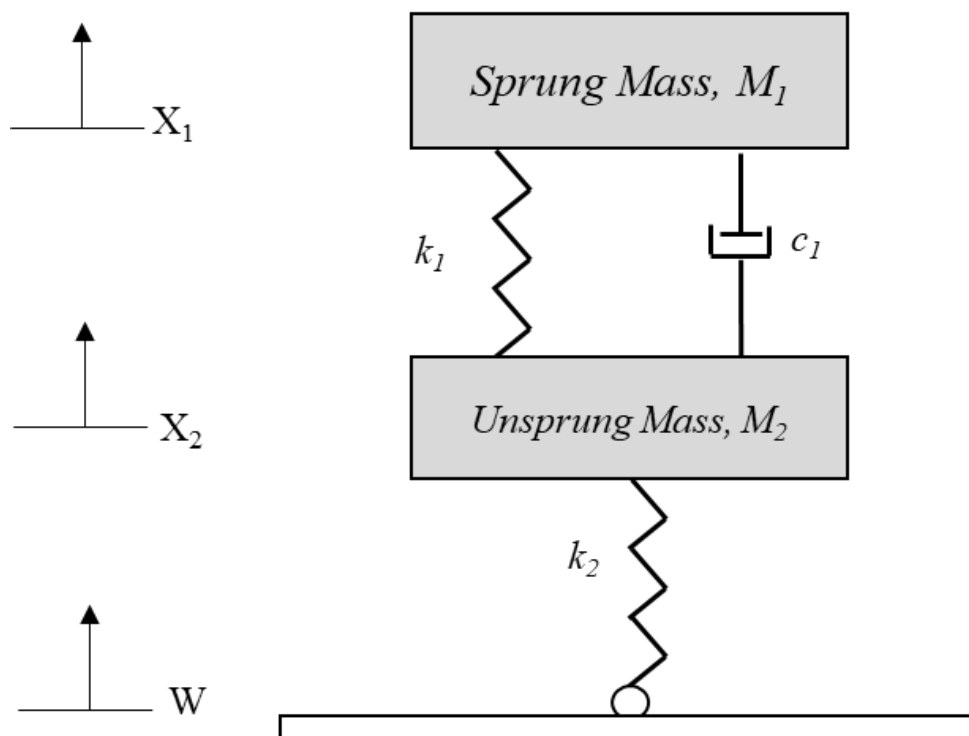 Sprung Mass, M₁
X₁
k₁
c₁
X₂
Unsprung Mass, M₂
k₂
W